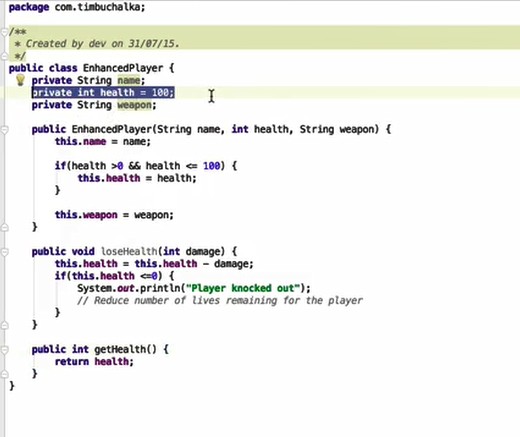 package com.timbuchalka;
/**
 * Created by dev on 31/07/15.
 */
public class EnhancedPlayer {
    private String name;
    private int health = 100;
    private String weapon;
    public EnhancedPlayer(String name, int health, String weapon) {
        this.name = name;
        if(health >0 && health <= 100) {
            this.health = health;
        }
        this.weapon = weapon;
    }
    public void loseHealth(int damage) {
        this.health = this.health - damage;
        if(this.health <=0) {
            System.out.println("Player knocked out");
            // Reduce number of lives remaining for the player
        }
    }
    public int getHealth() {
        return health;
    }
}